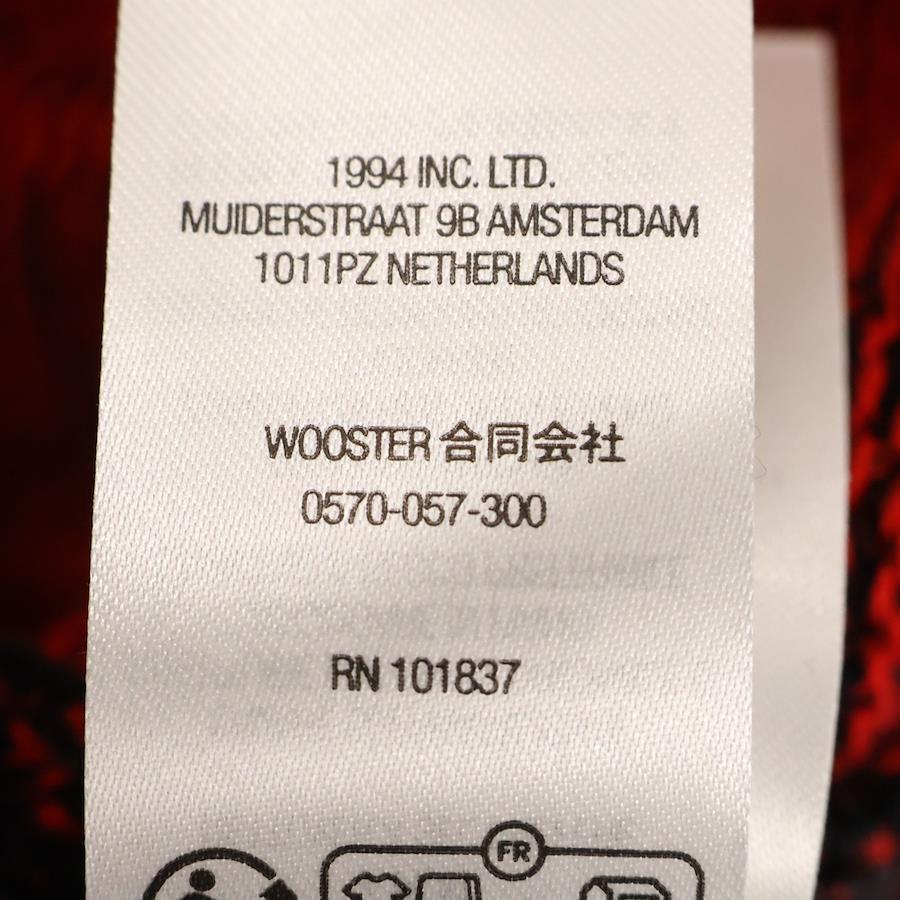 1994 INC. LTD.
MUIDERSTRAAT 9B AMSTERDAM
1011PZ NETHERLANDS
WOOSTER 合同会社
0570-057-300
RN 101837
FR